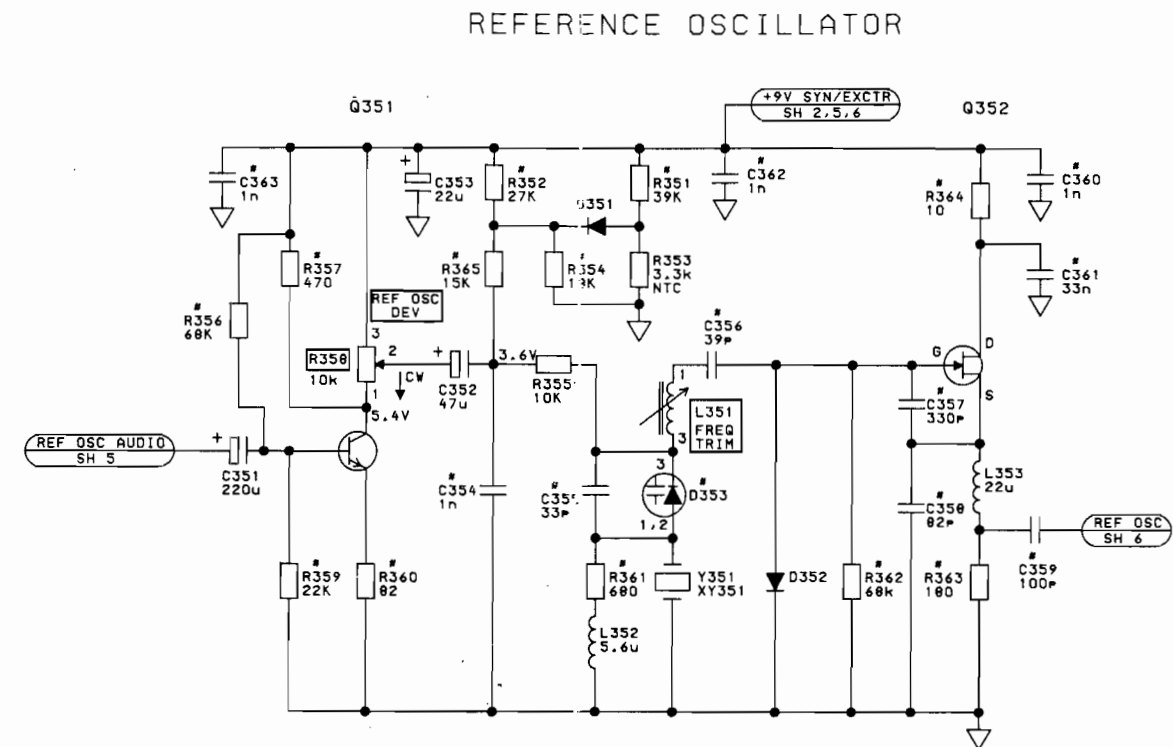 REFERENCE OSCILLATOR
Q351
+9V SYN/EXCTR
SH 2,5,6
Q352
#
C363
1n
+
C353
22u
#
R352
27K
#
R351
39K
#
C362
1n
#
R364
10
#
C360
1n
#
R357
470
#
R365
15K
R353
3.3k
NTC
#
C361
33n
#
R356
68K
REF OSC
DEV
3
2
1
R358
10k
CW
5.4V
+
C352
47u
3.6V
R355
10K
#
C356
39p
1
L351
FREQ
TRIM
3
G
D
S
#
C357
330p
REF OSC AUDIO
SH 5
+
C351
220u
#
C354
1n
#
33p
3
#
D353
1,2
#
C358
82p
L353
22u
REF OSC
SH 6
#
C359
100p
#
R359
22K
#
R360
82
#
R361
680
Y351
XY351
D352
#
R362
68k
#
R363
180
L352
5.6u